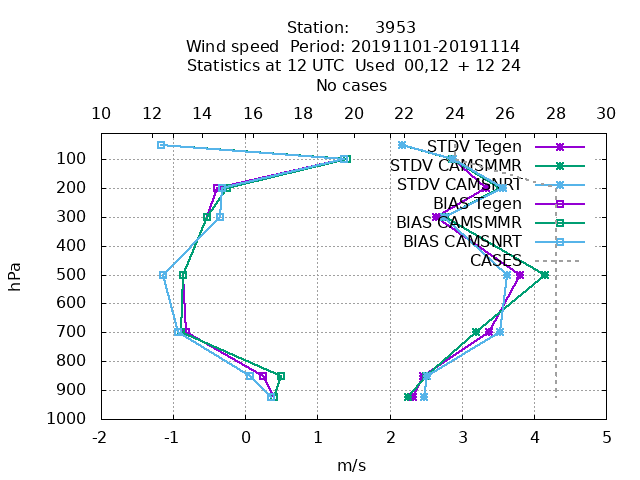 Station:     3953
Wind speed  Period: 20191101-20191114
Statistics at 12 UTC  Used  00,12  + 12 24
No cases
10 12 14 16 18 20 22 24 26 28 30
STDV Tegen
STDV CAMSMMR
STDV CAMSNRT
BIAS Tegen
BIAS CAMSMMR
BIAS CAMSNRT
CASES
hPa
100
200
300
400
500
600
700
800
900
1000
-2 -1 0 1 2 3 4 5
m/s